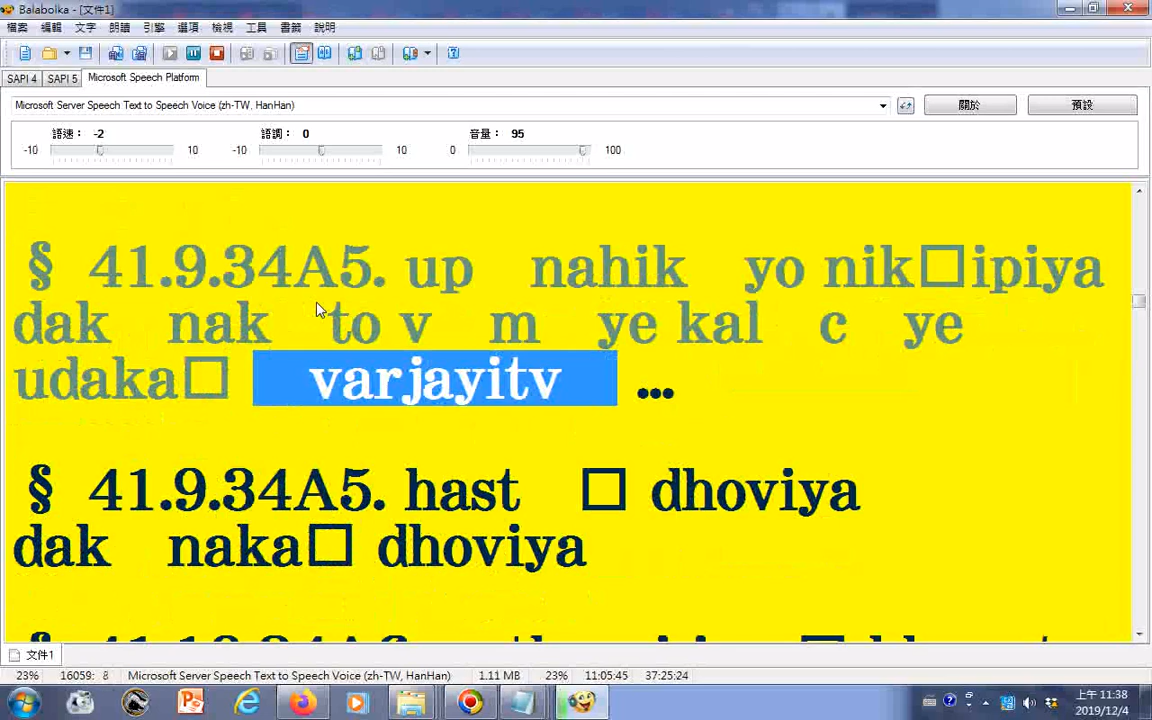 Balabolka - [文件1]
檔案 編輯 文字 朗讀 引擎 選項 檢視 工具 書籤 說明
SAPI 4 SAPI 5 Microsoft Speech Platform
Microsoft Server Speech Text to Speech Voice (zh-TW, HanHan) 關於 預設
語速： -2 語調： 0 音量： 95
-10 10 -10 10 0 100
§ 41.9.34A5. up nahik yo nik□ipiya
dak nak to v m ye kal c ye
udaka□ varjayitv ...
§ 41.9.34A5. hast □ dhoviya
dak naka□ dhoviya
文件1
23% 16059: 8 Microsoft Server Speech Text to Speech Voice (zh-TW, HanHan) 1.11 MB 23% 11:05:45 37:25:24
上午 11:38
2019/12/4